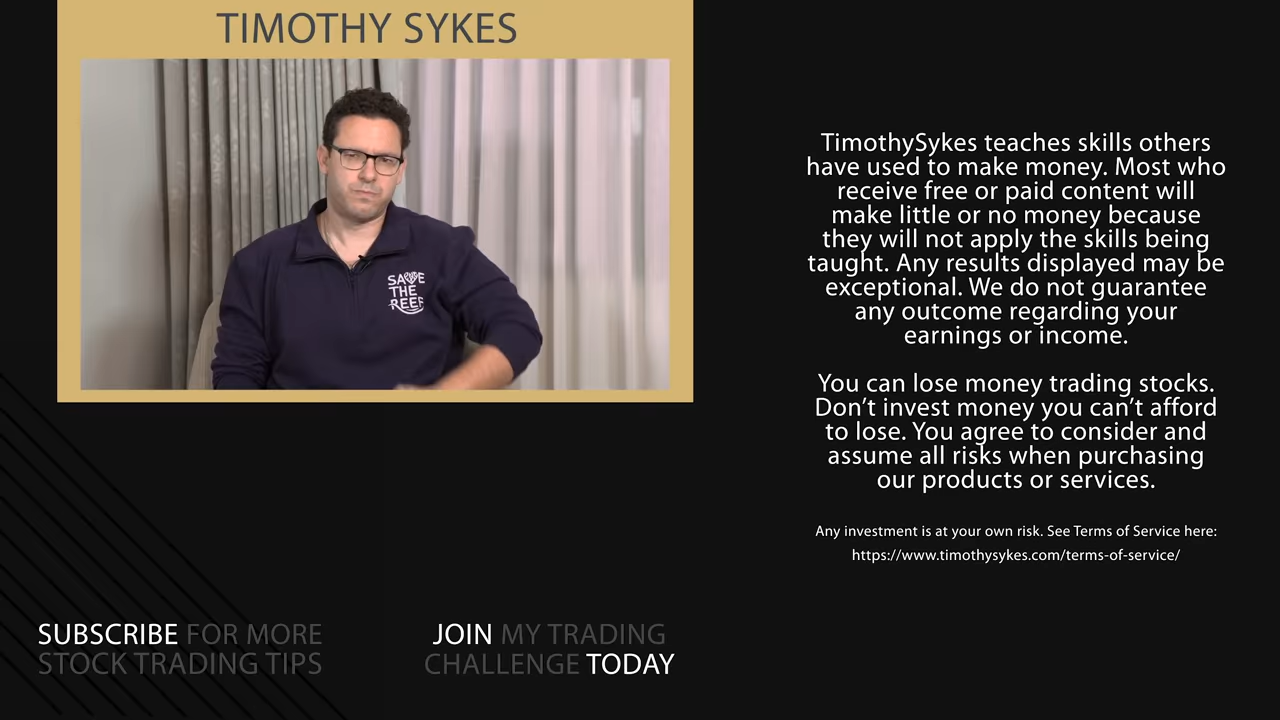 TIMOTHY SYKES
SAVE
THE
REEF
TimothySykes teaches skills others
have used to make money. Most who
receive free or paid content will
make little or no money because
they will not apply the skills being
taught. Any results displayed may be
exceptional. We do not guarantee
any outcome regarding your
earnings or income.
You can lose money trading stocks.
Don't invest money you can't afford
to lose. You agree to consider and
assume all risks when purchasing
our products or services.
Any investment is at your own risk. See Terms of Service here:
https://www.timothysykes.com/terms-of-service/
SUBSCRIBE FOR MORE
STOCK TRADING TIPS
JOIN MY TRADING
CHALLENGE TODAY